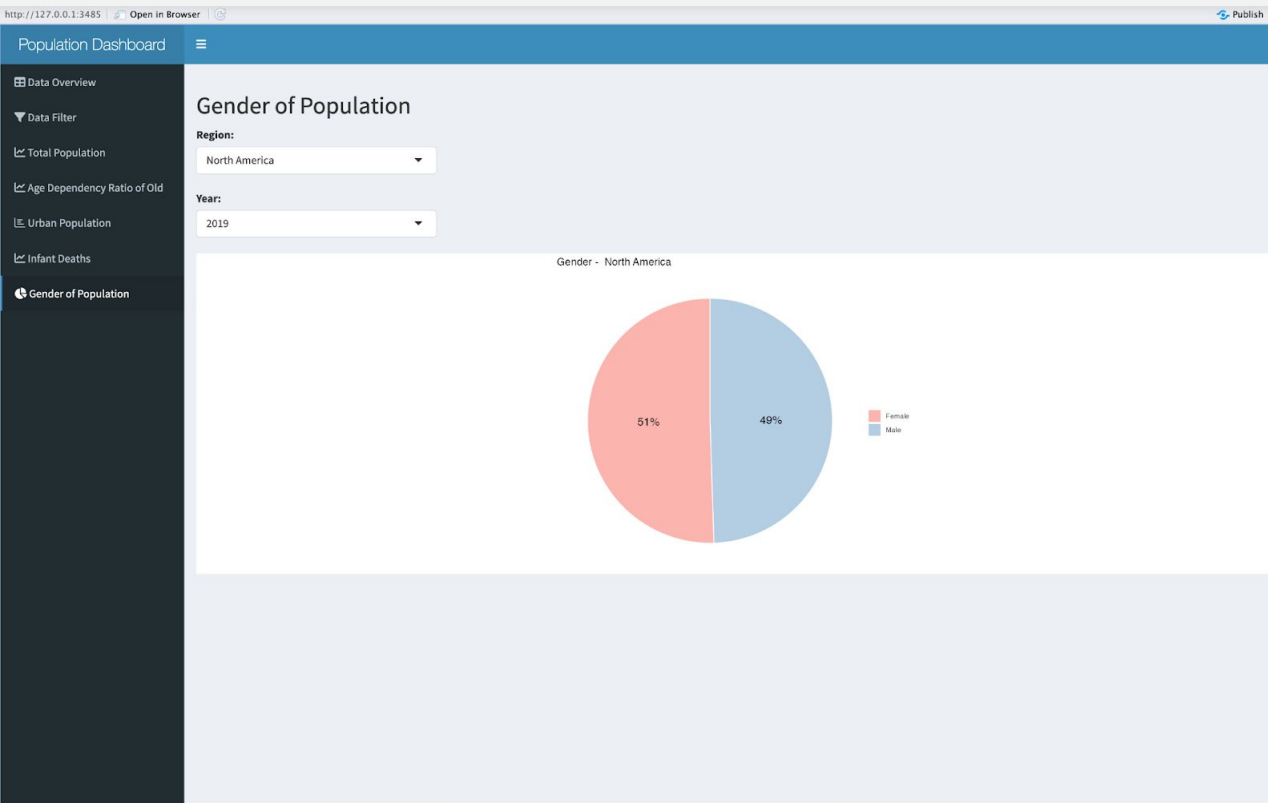 http://127.0.0.1:3485 Open in Browser Publish
Population Dashboard
Data Overview
Data Filter
Total Population
Age Dependency Ratio of Old
Urban Population
Infant Deaths
Gender of Population
Gender of Population
Region:
North America
Year:
2019
Gender - North America
51% 49%
Female
Male